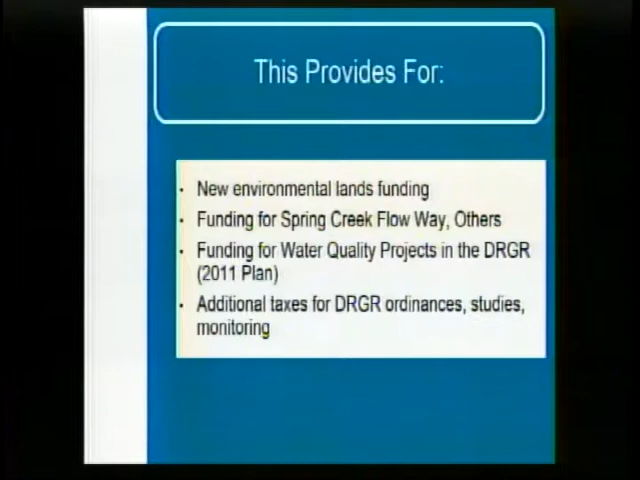 This Provides For:
· New environmental lands funding
· Funding for Spring Creek Flow Way, Others
· Funding for Water Quality Projects in the DRGR
(2011 Plan)
· Additional taxes for DRGR ordinances, studies,
monitoring